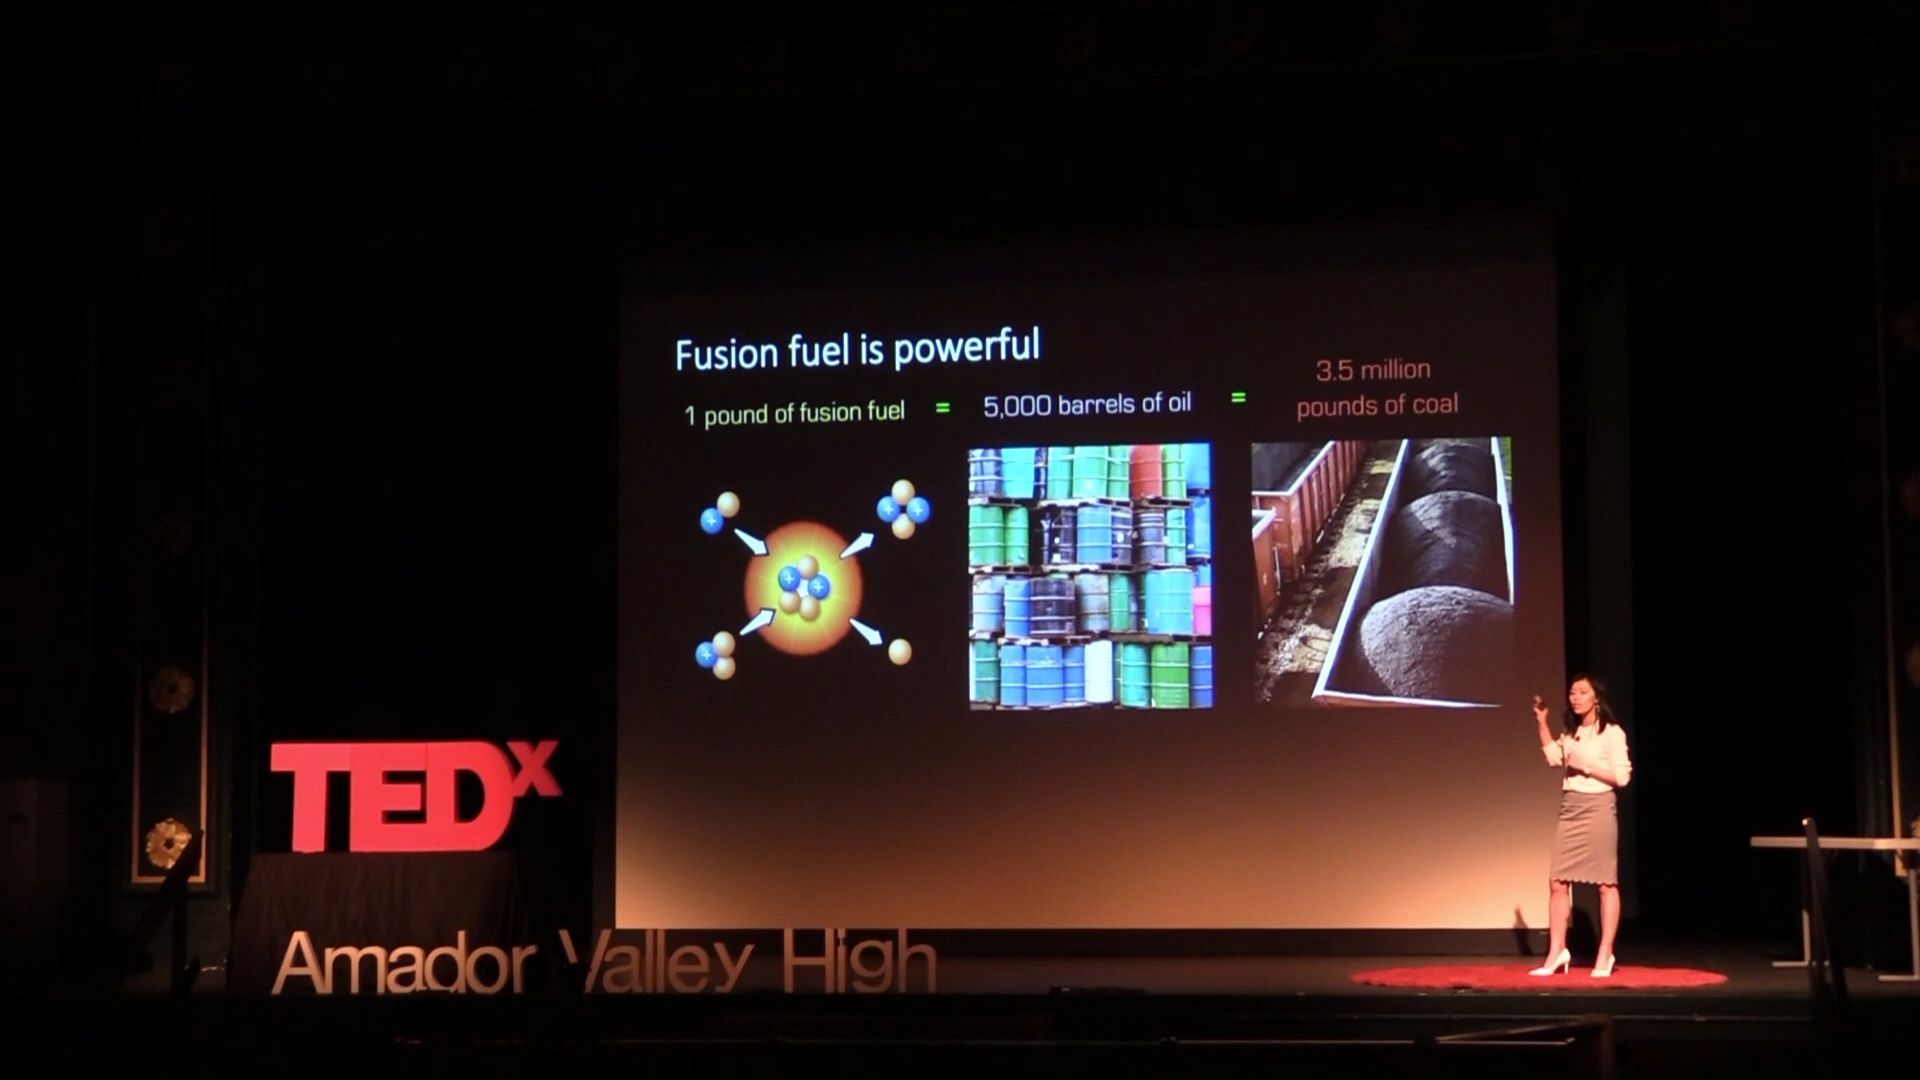 Fusion fuel is powerful
1 pound of fusion fuel = 5,000 barrels of oil = 3.5 million
pounds of coal
+
+
+
+
+
+
TEDx
Amador Valley High